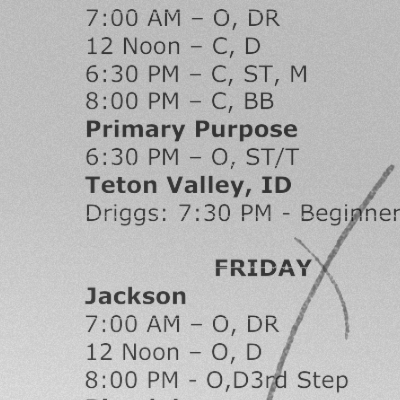 7:00 AM – O, DR
12 Noon – C, D
6:30 PM – C, ST, M
8:00 PM – C, BB
Primary Purpose
6:30 PM – O, ST/T
Teton Valley, ID
Driggs: 7:30 PM - Beginner
FRIDAY
Jackson
7:00 AM – O, DR
12 Noon – O, D
8:00 PM - O,D3rd Step